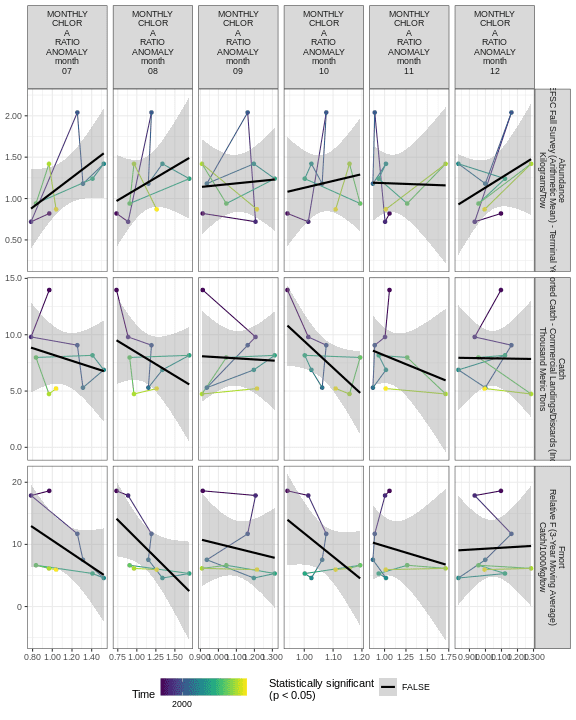 MONTHLY
CHLOR
A
RATIO
ANOMALY
month
07
MONTHLY
CHLOR
A
RATIO
ANOMALY
month
08
MONTHLY
CHLOR
A
RATIO
ANOMALY
month
09
MONTHLY
CHLOR
A
RATIO
ANOMALY
month
10
MONTHLY
CHLOR
A
RATIO
ANOMALY
month
11
MONTHLY
CHLOR
A
RATIO
ANOMALY
month
12
2.00
1.50
1.00
0.50
Abundance
Fall Survey (Arithmetic Mean) - Terminal
Kilograms/Tow
15.0
10.0
5.0
0.0
Catch
Catch - Commercial Landings/Discards
Thousand Metric Tons
20
10
0
Fmort
Relative F (3-Year Moving Average)
Catch/1000/kg/tow
0.80 1.00 1.20 1.40
0.75 1.00 1.25 1.50
0.900 1.000 1.100 1.200 1.300
1.00 1.10 1.20
1.00 1.25 1.50 1.75
0.900 1.000 1.100 1.200 1.300
Time
2000
Statistically significant
(p < 0.05)
FALSE